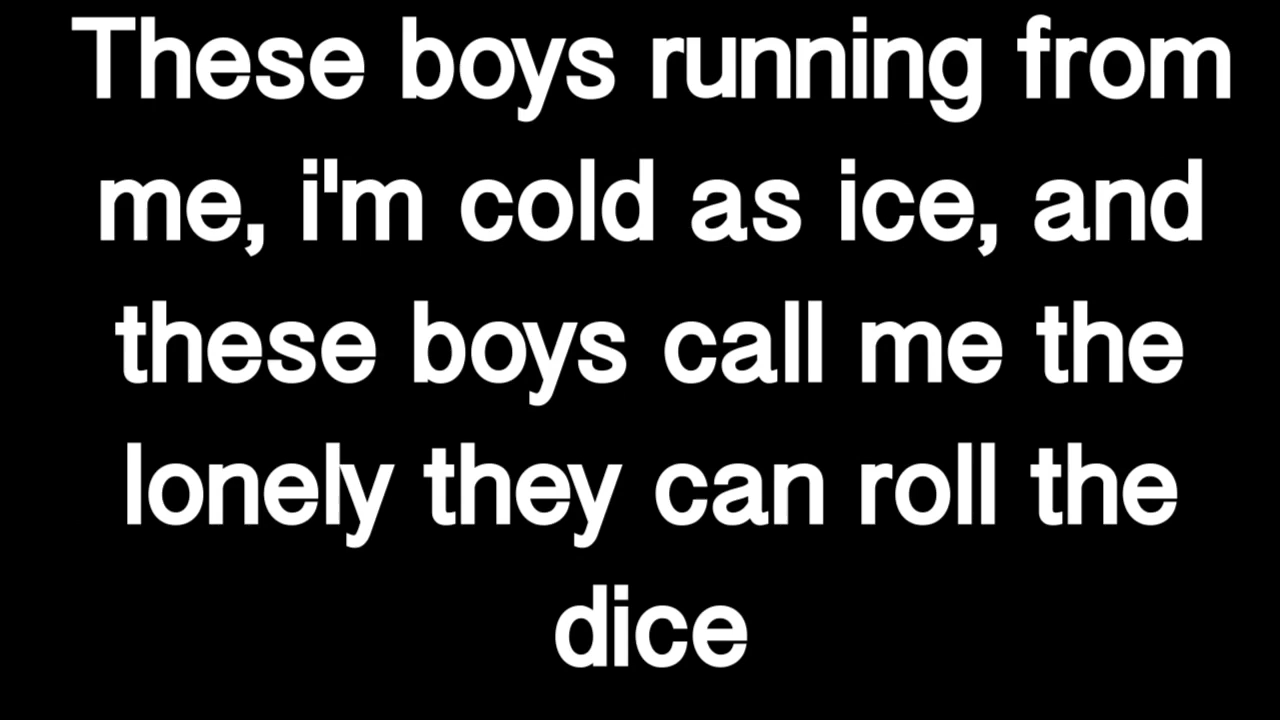 These boys running from
me, i'm cold as ice, and
these boys call me the
lonely they can roll the
dice